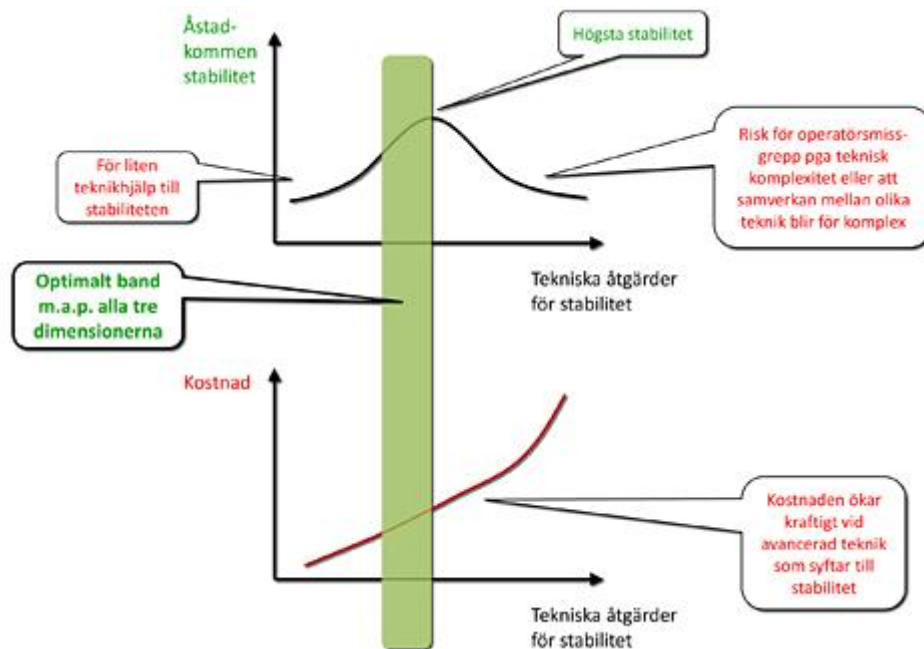 Åstad-
kommen
stabilitet
Högsta stabilitet
För liten
teknikhjälp till
stabiliteten
Risk för operatörsmiss-
grepp pga teknisk
komplexitet eller att
samverkan mellan olika
teknik blir för komplex
Tekniska åtgärder
för stabilitet
Optimalt band
m.a.p. alla tre
dimensionerna
Kostnad
Kostnaden ökar
kraftigt vid
avancerad teknik
som syftar till
stabilitet
Tekniska åtgärder
för stabilitet